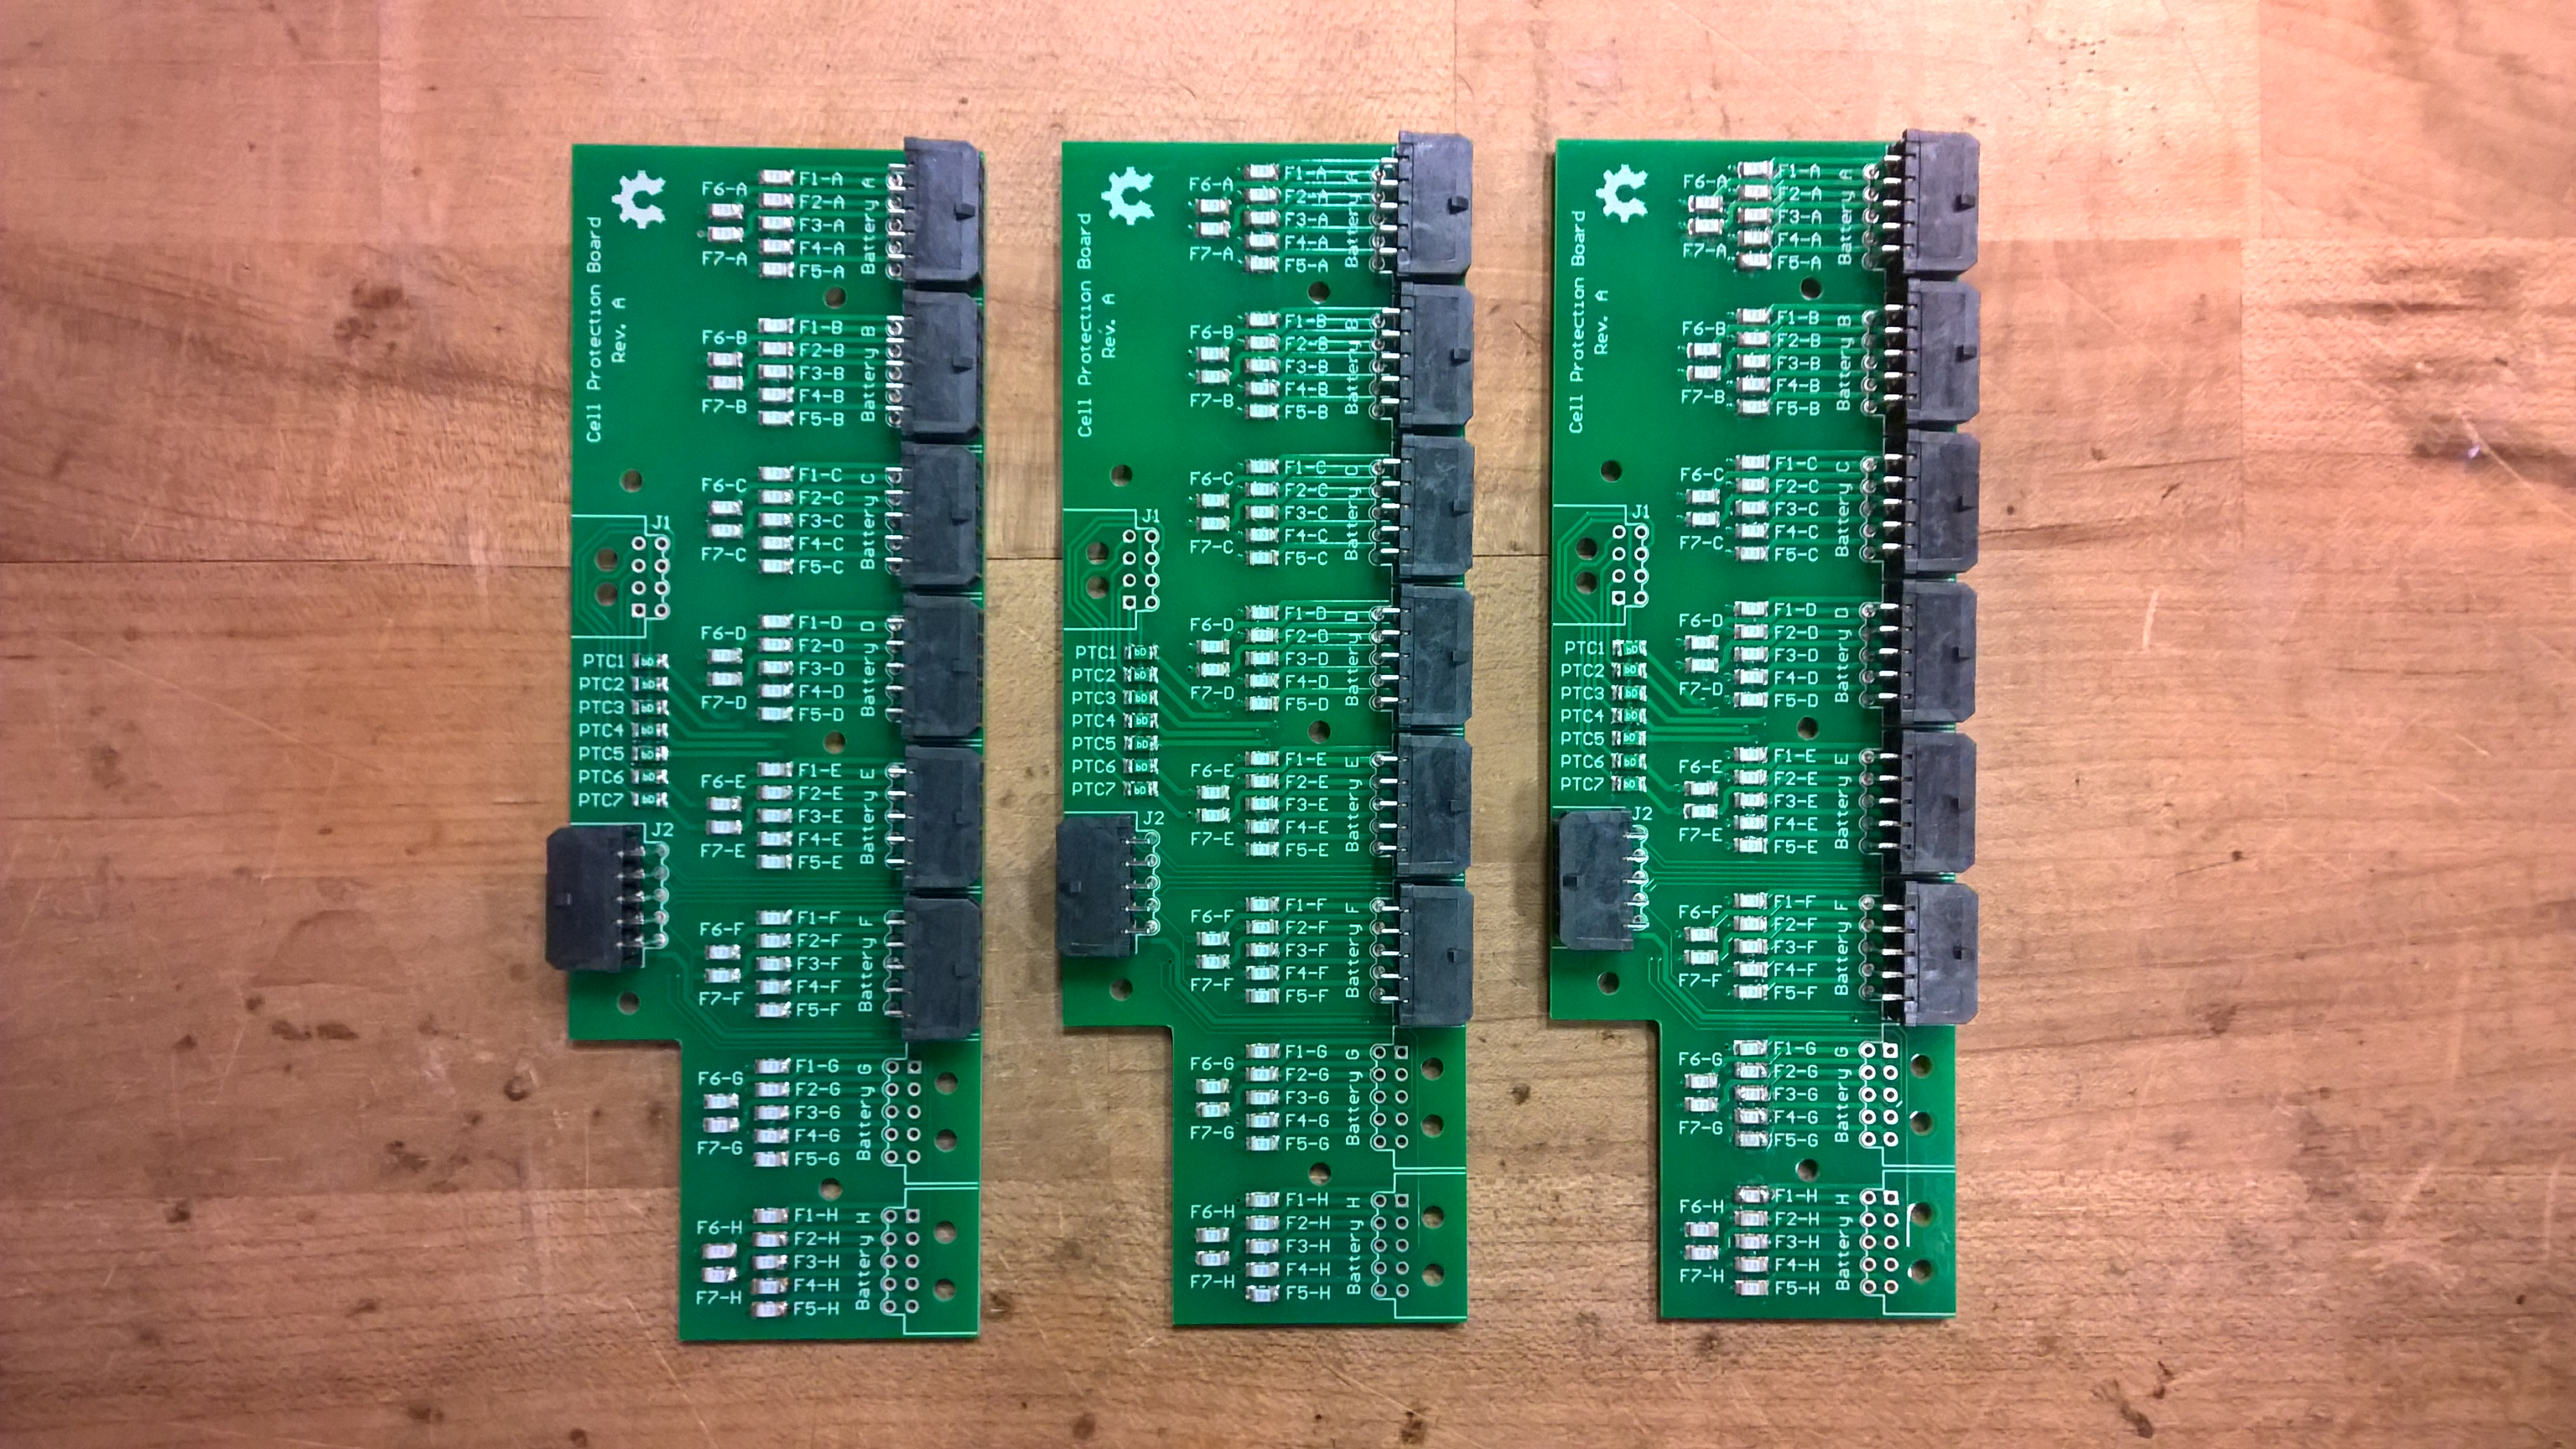 Cell Protection Board
Rev. A
F6-A
F7-A
F1-A
F2-A
F3-A
F4-A
F5-A
Battery A
F6-B
F7-B
F1-B
F2-B
F3-B
F4-B
F5-B
Battery B
F6-C
F7-C
F1-C
F2-C
F3-C
F4-C
F5-C
Battery C
J1
F6-D
F7-D
F1-D
F2-D
F3-D
F4-D
F5-D
Battery D
PTC1
PTC2
PTC3
PTC4
PTC5
PTC6
PTC7
F6-E
F7-E
F1-E
F2-E
F3-E
F4-E
F5-E
Battery E
J2
F6-F
F7-F
F1-F
F2-F
F3-F
F4-F
F5-F
Battery F
F6-G
F7-G
F1-G
F2-G
F3-G
F4-G
F5-G
Battery G
F6-H
F7-H
F1-H
F2-H
F3-H
F4-H
F5-H
Battery H
Cell Protection Board
Rev. A
F6-A
F7-A
F1-A
F2-A
F3-A
F4-A
F5-A
Battery A
F6-B
F7-B
F1-B
F2-B
F3-B
F4-B
F5-B
Battery B
F6-C
F7-C
F1-C
F2-C
F3-C
F4-C
F5-C
Battery C
J1
F6-D
F7-D
F1-D
F2-D
F3-D
F4-D
F5-D
Battery D
PTC1
PTC2
PTC3
PTC4
PTC5
PTC6
PTC7
F6-E
F7-E
F1-E
F2-E
F3-E
F4-E
F5-E
Battery E
J2
F6-F
F7-F
F1-F
F2-F
F3-F
F4-F
F5-F
Battery F
F6-G
F7-G
F1-G
F2-G
F3-G
F4-G
F5-G
Battery G
F6-H
F7-H
F1-H
F2-H
F3-H
F4-H
F5-H
Battery H
Cell Protection Board
Rev. A
F6-A
F7-A
F1-A
F2-A
F3-A
F4-A
F5-A
Battery A
F6-B
F7-B
F1-B
F2-B
F3-B
F4-B
F5-B
Battery B
F6-C
F7-C
F1-C
F2-C
F3-C
F4-C
F5-C
Battery C
J1
F6-D
F7-D
F1-D
F2-D
F3-D
F4-D
F5-D
Battery D
PTC1
PTC2
PTC3
PTC4
PTC5
PTC6
PTC7
F6-E
F7-E
F1-E
F2-E
F3-E
F4-E
F5-E
Battery E
J2
F6-F
F7-F
F1-F
F2-F
F3-F
F4-F
F5-F
Battery F
F6-G
F7-G
F1-G
F2-G
F3-G
F4-G
F5-G
Battery G
F6-H
F7-H
F1-H
F2-H
F3-H
F4-H
F5-H
Battery H